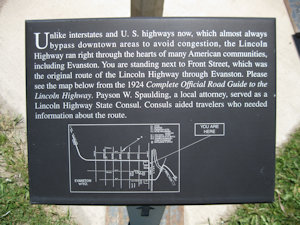 Unlike interstates and U. S. highways now, which almost always
bypass downtown areas to avoid congestion, the Lincoln
Highway ran right through the hearts of many American communities,
including Evanston. You are standing next to Front Street, which was
the original route of the Lincoln Highway through Evanston. Please
see the map below from the 1924 Complete Official Road Guide to the
Lincoln Highway. Payson W. Spaulding, a local attorney, served as a
Lincoln Highway State Consul. Consuls aided travelers who needed
information about the route.
YOU ARE
HERE
EVANSTON
WYO.